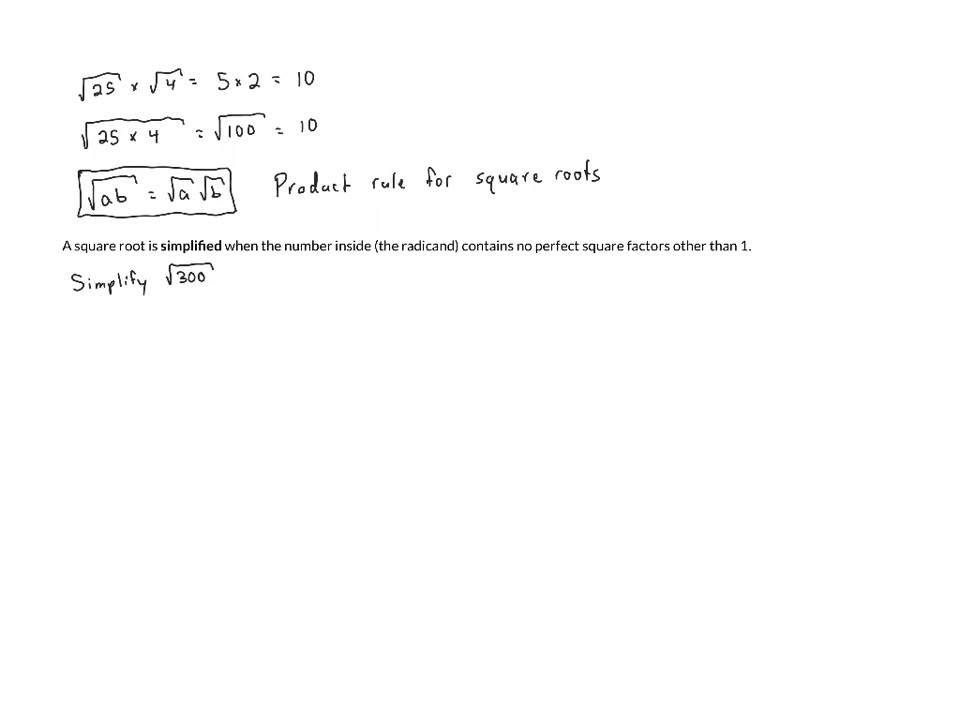 √25 × √4 = 5 × 2 = 10
√25 × 4 = √100 = 10
√ab = √a √b Product rule for square roots
A square root is simplified when the number inside (the radicand) contains no perfect square factors other than 1.
Simplify √300